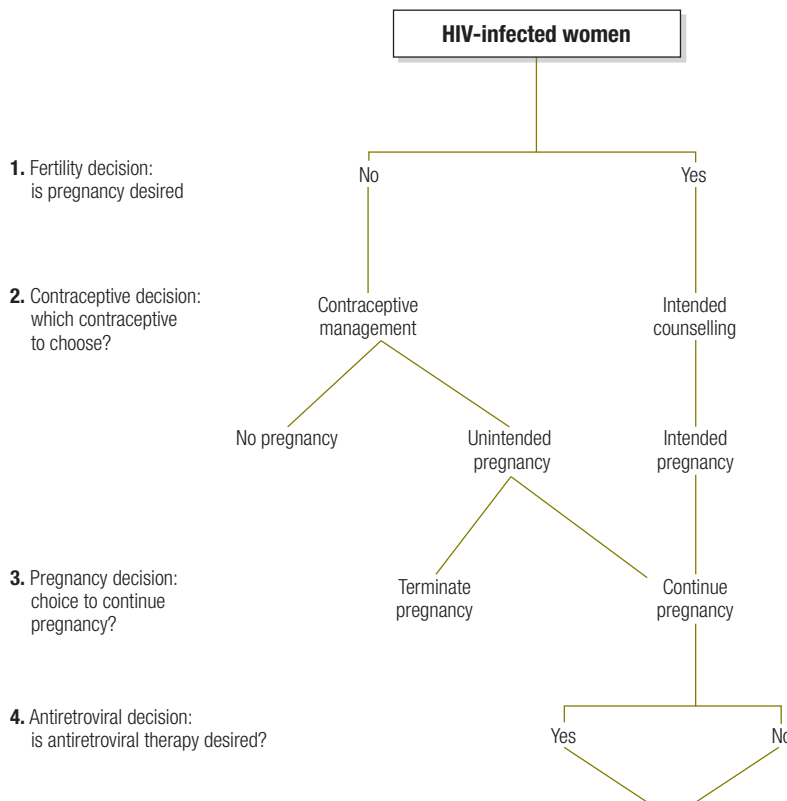 HIV-infected women
1. Fertility decision:
is pregnancy desired
No
Yes
2. Contraceptive decision:
which contraceptive
to choose?
Contraceptive
management
Intended
counselling
No pregnancy
Unintended
pregnancy
Intended
pregnancy
3. Pregnancy decision:
choice to continue
pregnancy?
Terminate
pregnancy
Continue
pregnancy
4. Antiretroviral decision:
is antiretroviral therapy desired?
Yes
No